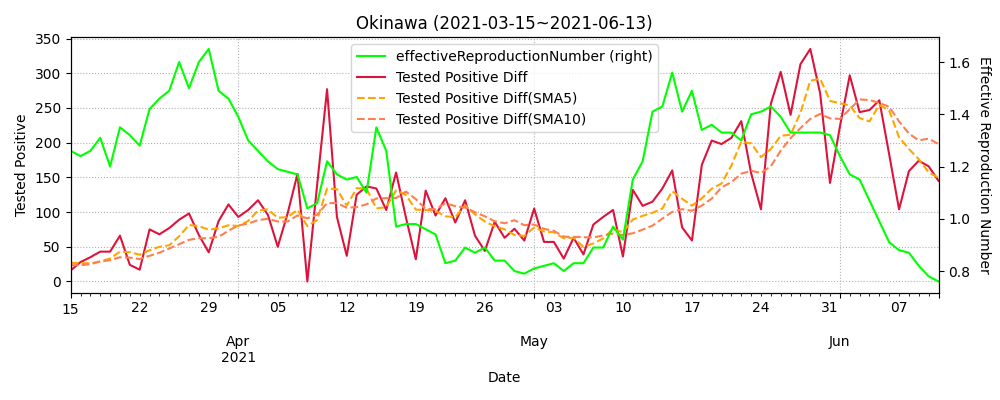 Okinawa (2021-03-15~2021-06-13)
effectiveReproductionNumber (right)
Tested Positive Diff
Tested Positive Diff(SMA5)
Tested Positive Diff(SMA10)
Tested Positive
350
300
250
200
150
100
50
0
1.6
1.4
1.2
1.0
0.8
Effective Reproduction Number
15 22 29 05 12 19 26 03 10 17 24 31 07
Apr May Jun
2021
Date